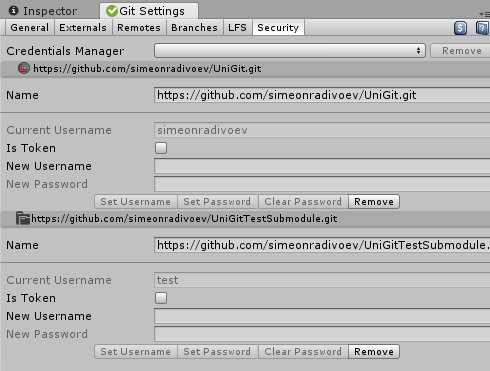 Inspector Git Settings
General Externals Remotes Branches LFS Security $ ?
Credentials Manager Remove
https://github.com/simeonradivoev/UniGit.git
Name https://github.com/simeonradivoev/UniGit.git
Current Username simeonradivoev
Is Token
New Username
New Password
Set Username Set Password Clear Password Remove
https://github.com/simeonradivoev/UniGitTestSubmodule.git
Name https://github.com/simeonradivoev/UniGitTestSubmodule.
Current Username test
Is Token
New Username
New Password
Set Username Set Password Clear Password Remove